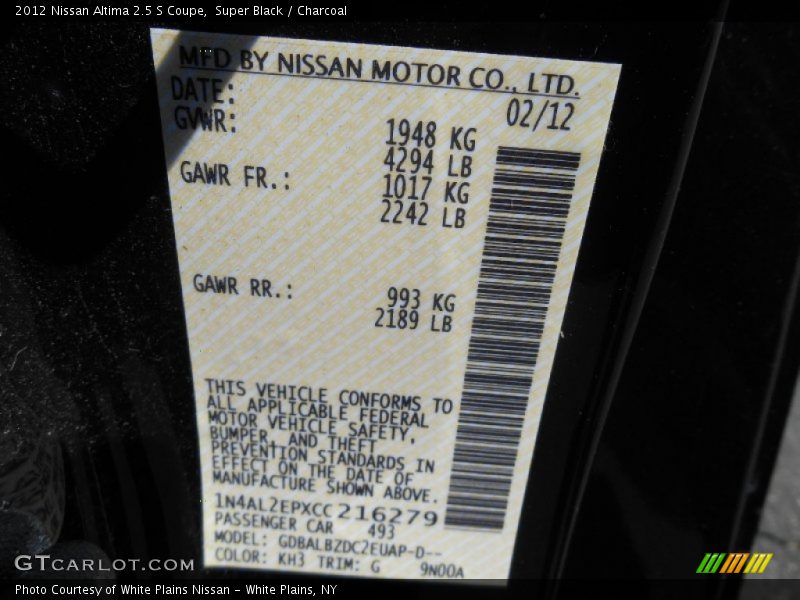 2012 Nissan Altima 2.5 S Coupe,  Super Black / Charcoal
MFD BY NISSAN MOTOR CO., LTD.
DATE: 02/12
GVWR: 1948 KG
4294 LB
GAWR FR.: 1017 KG
2242 LB
GAWR RR.: 993 KG
2189 LB
THIS VEHICLE CONFORMS TO
ALL APPLICABLE FEDERAL
MOTOR VEHICLE SAFETY,
BUMPER, AND THEFT
PREVENTION STANDARDS IN
EFFECT ON THE DATE OF
MANUFACTURE SHOWN ABOVE.
1N4AL2EPXCC216279
PASSENGER CAR 493
MODEL: GDBALBZDC2EUAP-D--
COLOR: KH3 TRIM: G 9N00A
GTCARLOT.COM
Photo Courtesy of White Plains Nissan - White Plains, NY